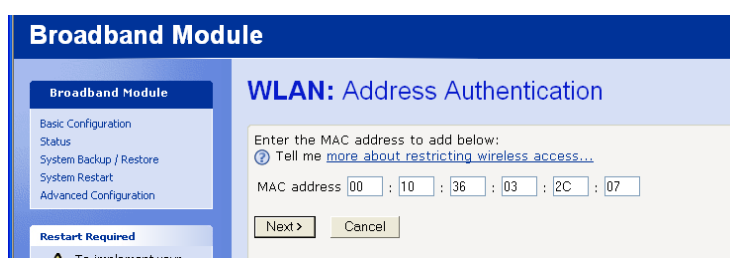 Broadband Module
Broadband Module
Basic Configuration
Status
System Backup / Restore
System Restart
Advanced Configuration
Restart Required
WLAN: Address Authentication
Enter the MAC address to add below:
Tell me more about restricting wireless access...
MAC address 00 : 10 : 36 : 03 : 2C : 07
Next> Cancel